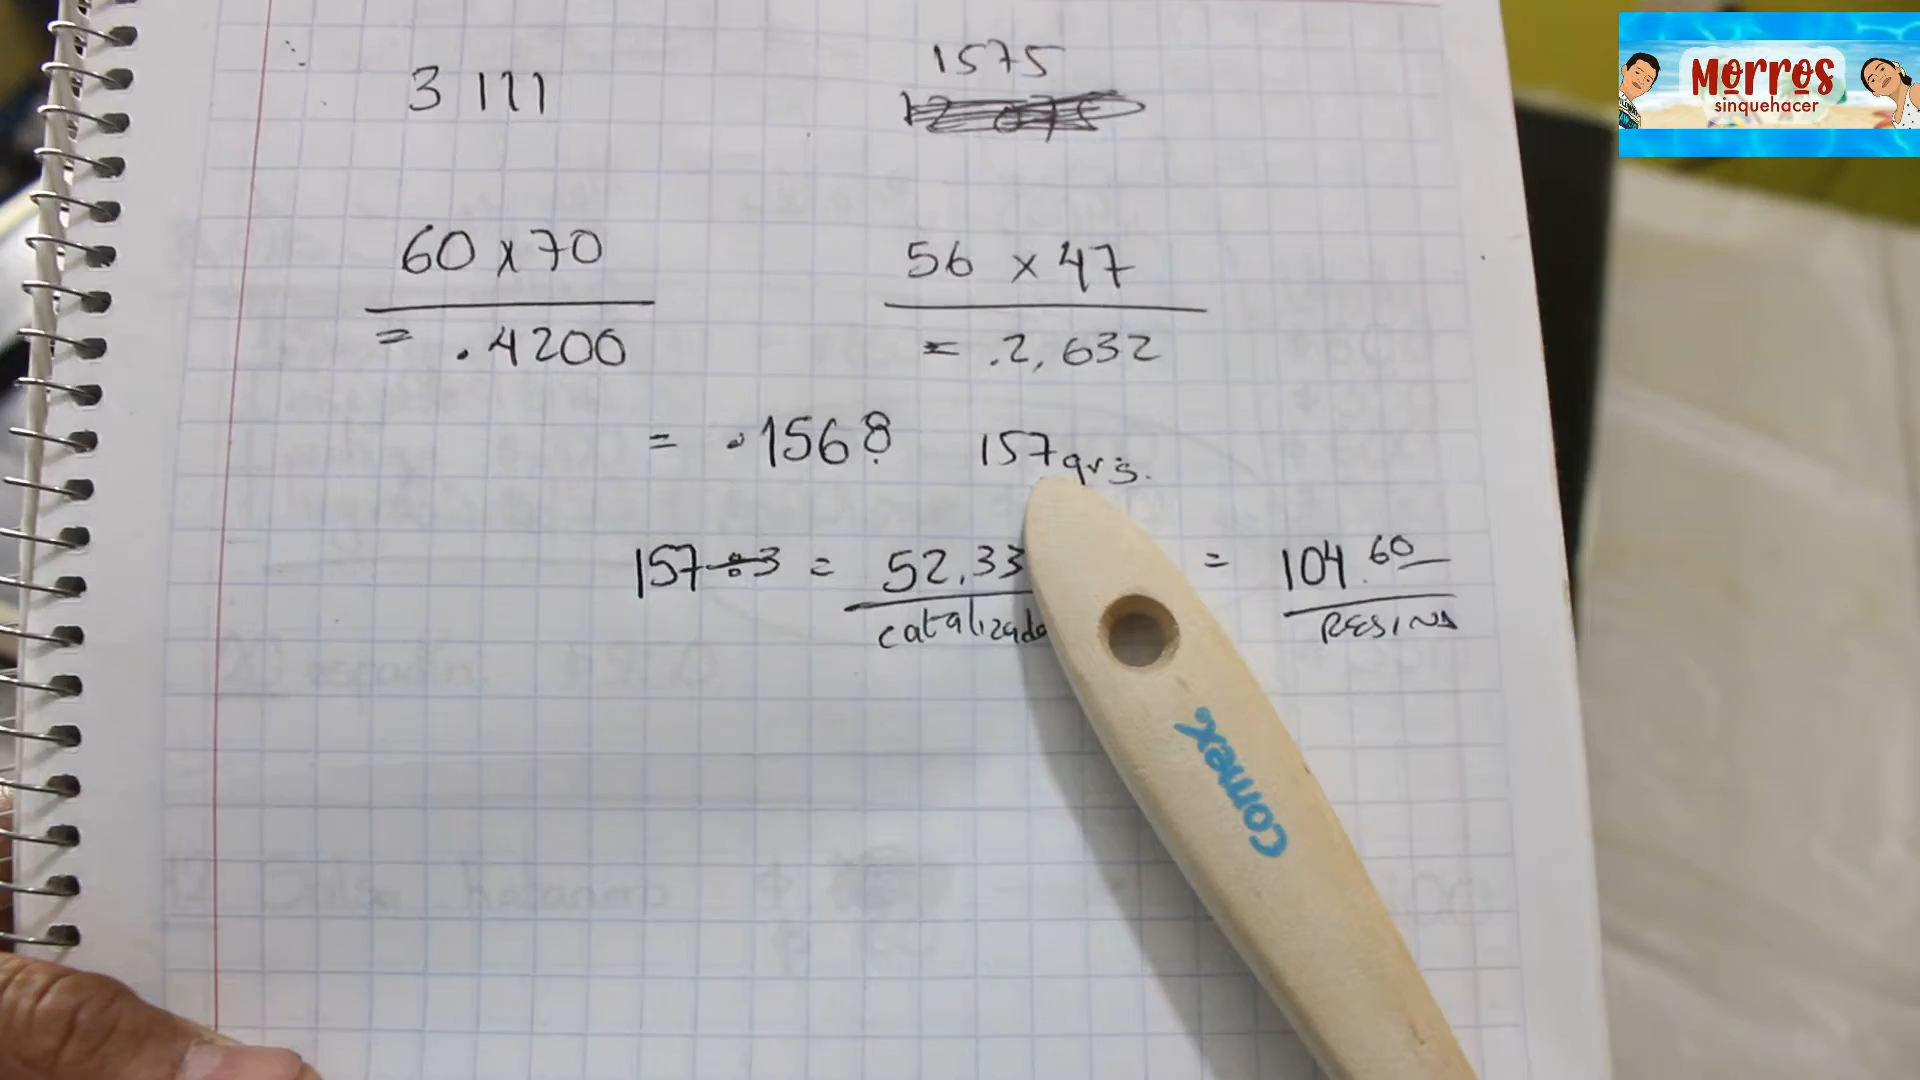 3 111
1575
60 x 70
= .4200
56 x 47
= .2,632
= .1568 157 grs.
157 ÷ 3 = 52.33 = 104.60
catalizado
RESINA
comex
Morros
sinquehacer